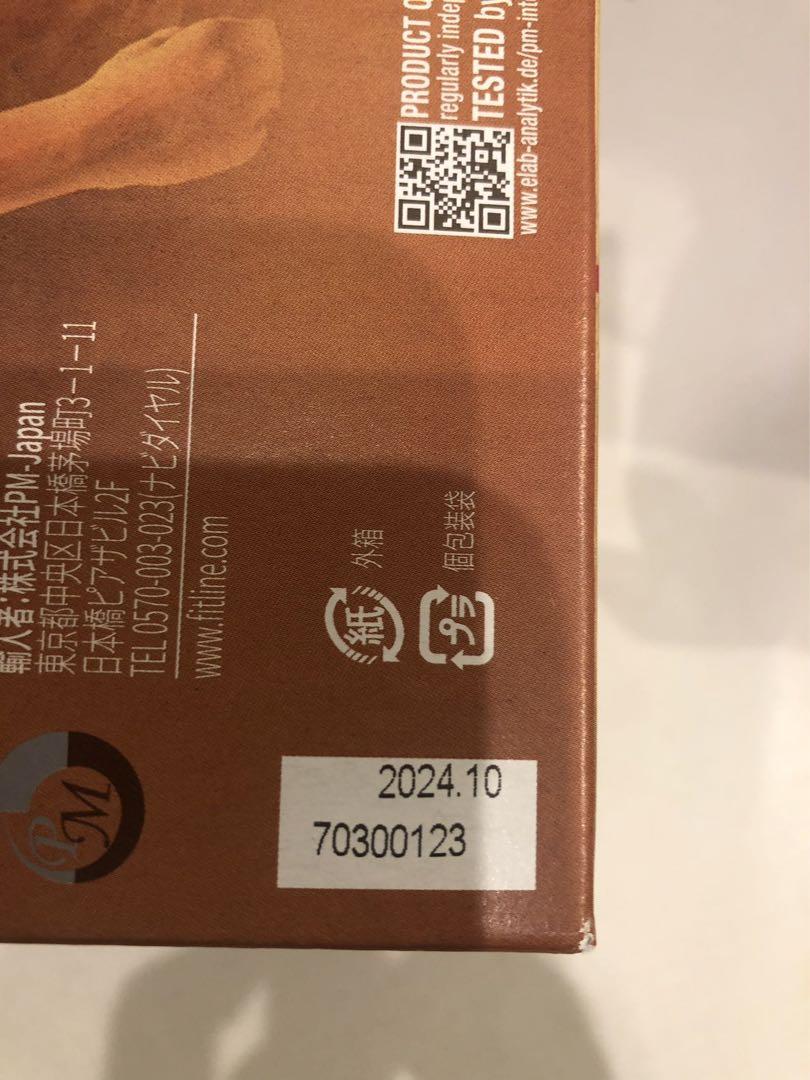 PRODUCT
regularly
TESTED by
www.elab-analytik.de/pm-int
輸入者:株式会社PM-Japan
東京都中央区日本橋茅場町3-1-11
日本橋ピアザビル2F
TEL 0570-003-023(ナビダイヤル)
www.fitline.com
紙 外箱
プラ 個包装袋
PM
2024.10
70300123